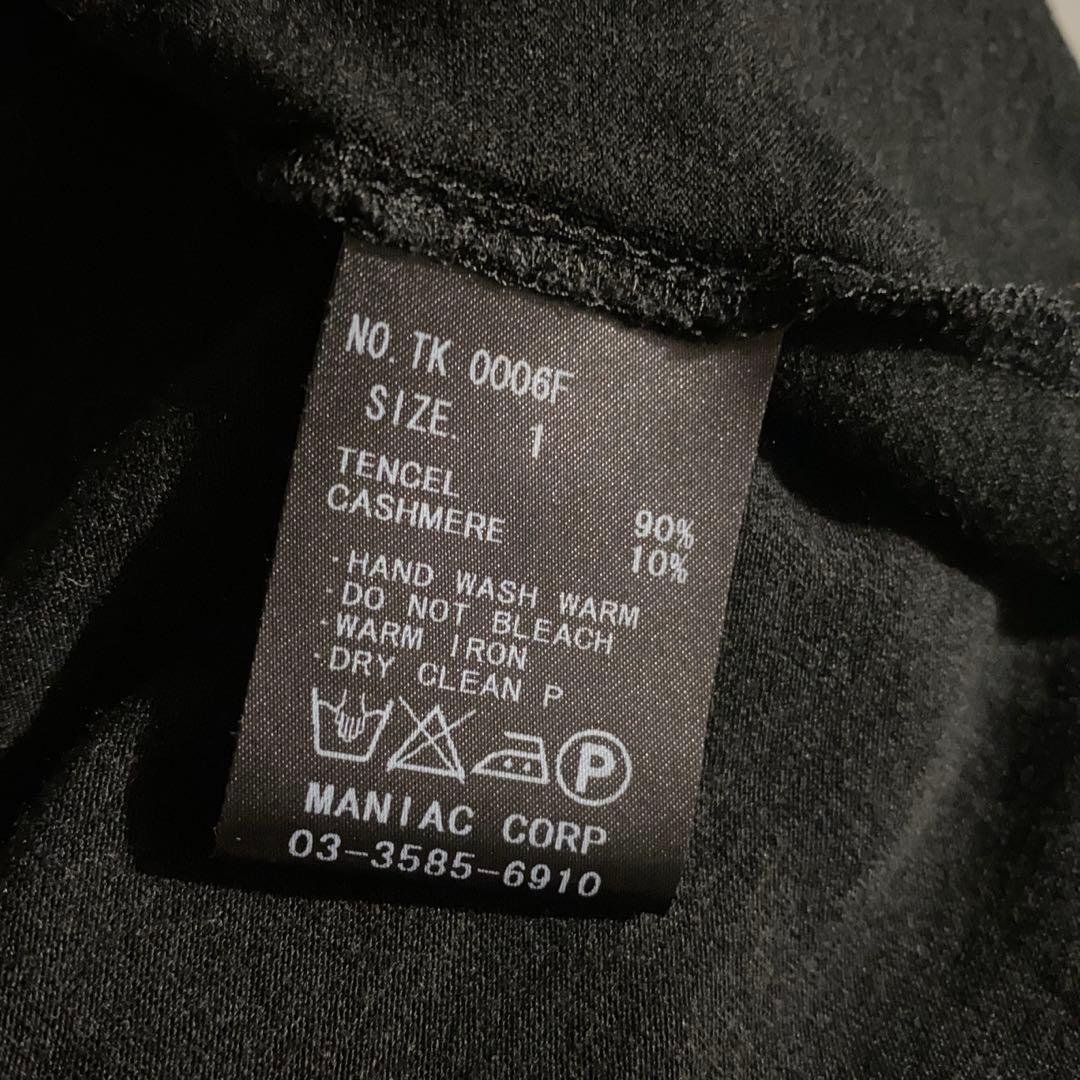 NO. TK 0006F
SIZE. 1
TENCEL 90%
CASHMERE 10%
·HAND WASH WARM
·DO NOT BLEACH
·WARM IRON
·DRY CLEAN P
P
MANIAC CORP
03-3585-6910